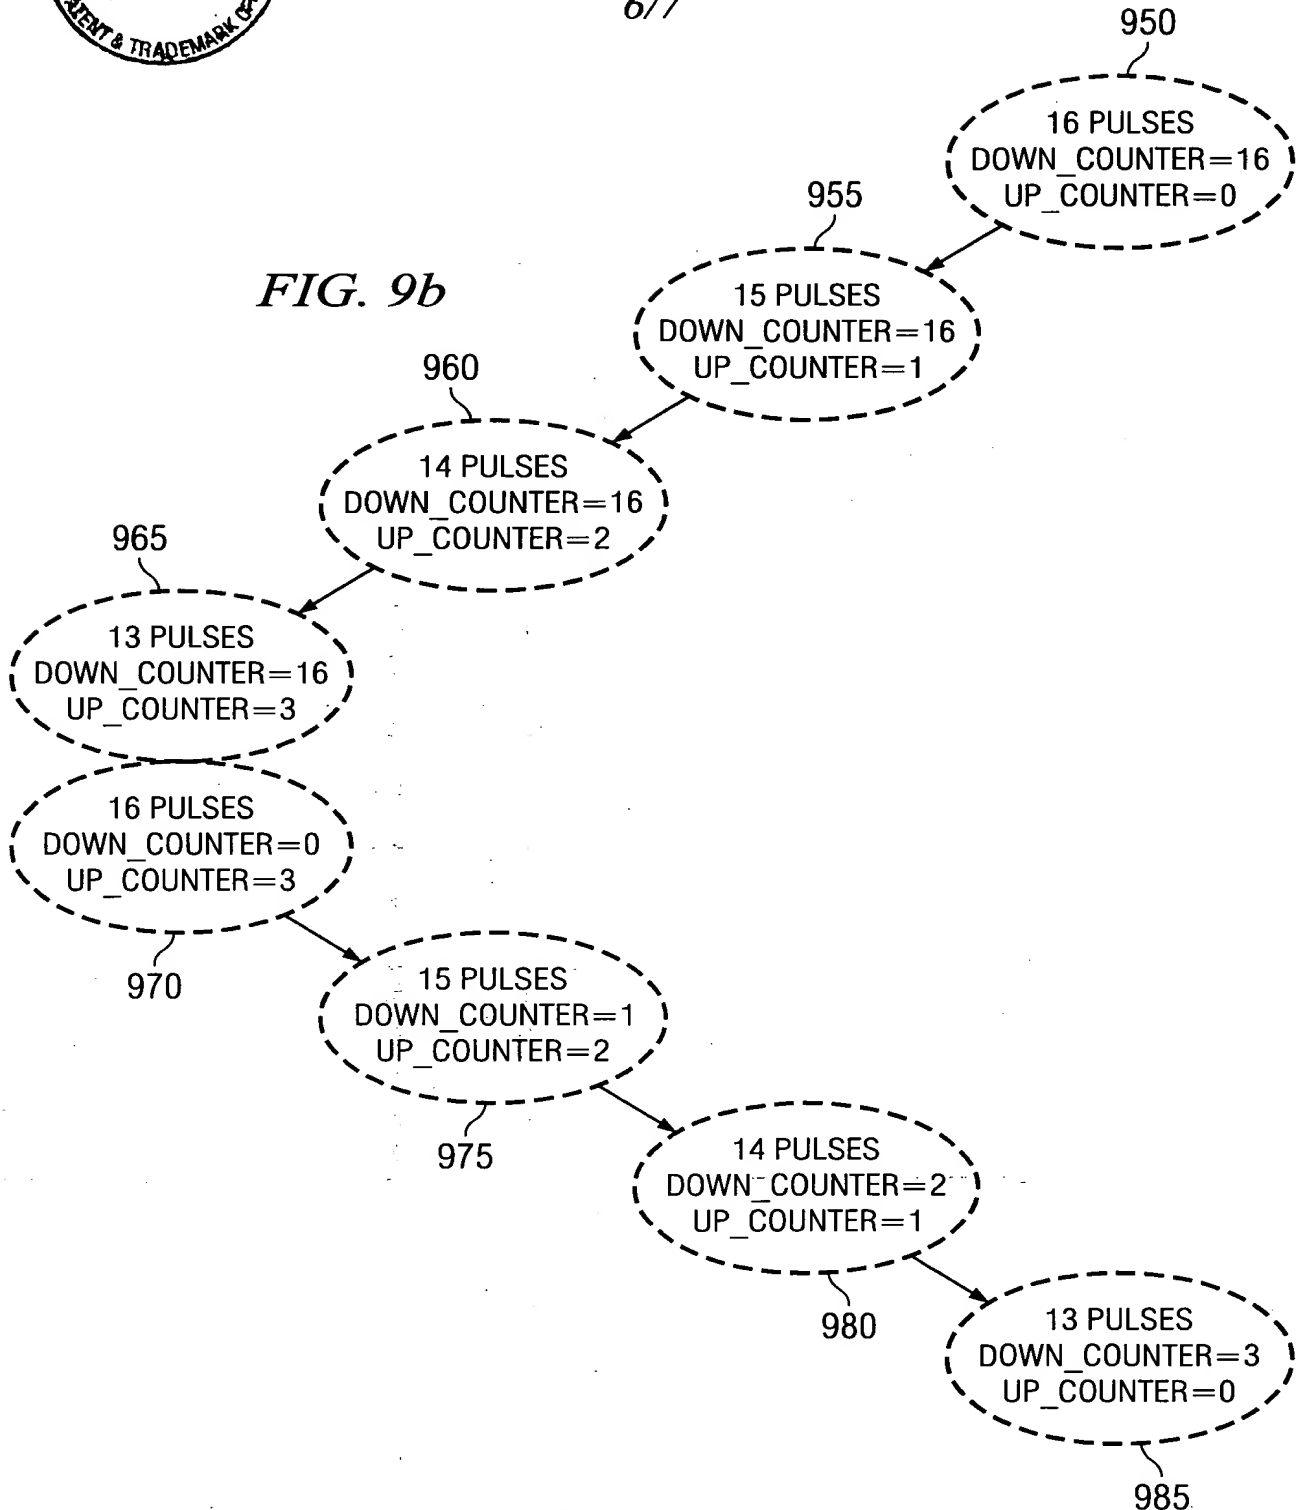 6/7
950
16 PULSES
DOWN_COUNTER=16
UP_COUNTER=0
955
15 PULSES
DOWN_COUNTER=16
UP_COUNTER=1
FIG. 9b
960
14 PULSES
DOWN_COUNTER=16
UP_COUNTER=2
965
13 PULSES
DOWN_COUNTER=16
UP_COUNTER=3
16 PULSES
DOWN_COUNTER=0
UP_COUNTER=3
970
15 PULSES
DOWN_COUNTER=1
UP_COUNTER=2
975
14 PULSES
DOWN_COUNTER=2
UP_COUNTER=1
980
13 PULSES
DOWN_COUNTER=3
UP_COUNTER=0
985
& TRADEMARK